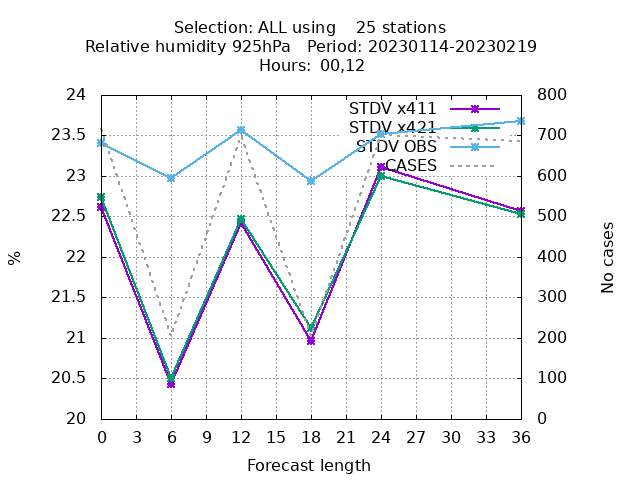 Selection: ALL using    25 stations
Relative humidity 925hPa   Period: 20230114-20230219
Hours:  00,12
STDV x411
STDV x421
STDV OBS
CASES
24
23.5
23
22.5
22
21.5
21
20.5
20
800
700
600
500
400
300
200
100
0
%
No cases
0 3 6 9 12 15 18 21 24 27 30 33 36
Forecast length